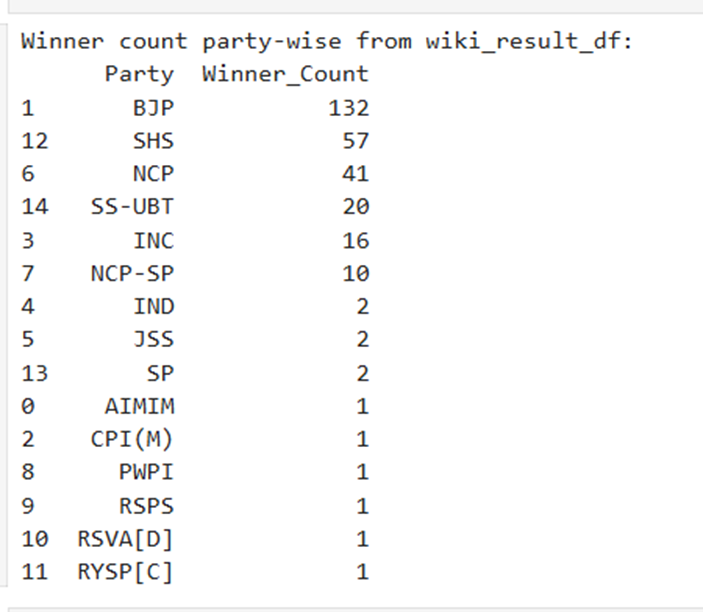 Winner count party-wise from wiki_result_df:
Party Winner_Count
1 BJP 132
12 SHS 57
6 NCP 41
14 SS-UBT 20
3 INC 16
7 NCP-SP 10
4 IND 2
5 JSS 2
13 SP 2
0 AIMIM 1
2 CPI(M) 1
8 PWPI 1
9 RSPS 1
10 RSVA[D] 1
11 RYSP[C] 1